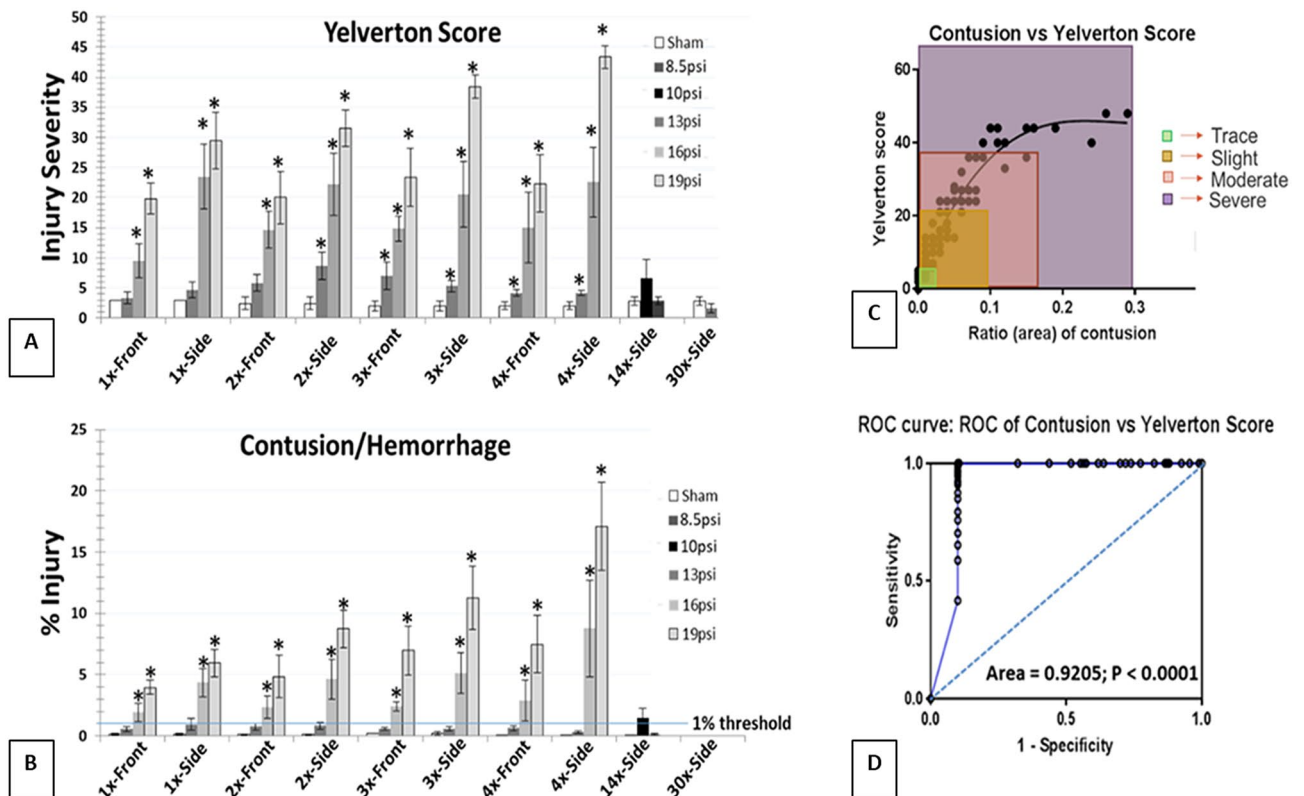 Yelverton Score
Injury Severity
50
45
40
35
30
25
20
15
10
5
0
Sham
8.5psi
10psi
13psi
16psi
19psi
* * * * * * * * * * * * * * * * * * * * * *
1x-Front
1x-Side
2x-Front
2x-Side
3x-Front
3x-Side
4x-Front
4x-Side
14x-Side
30x-Side
A
Contusion/Hemorrhage
% Injury
25
20
15
10
5
0
Sham
8.5psi
10psi
13psi
16psi
19psi
* * * * * * * * * * * * * * * *
1% threshold
1x-Front
1x-Side
2x-Front
2x-Side
3x-Front
3x-Side
4x-Front
4x-Side
14x-Side
30x-Side
B
Contusion vs Yelverton Score
Yelverton score
60
40
20
0
0.0 0.1 0.2 0.3
Ratio (area) of contusion
Trace
Slight
Moderate
Severe
C
ROC curve: ROC of Contusion vs Yelverton Score
Sensitivity
1.0
0.5
0.0
Area = 0.9205; P < 0.0001
0.0 0.5 1.0
1 - Specificity
D